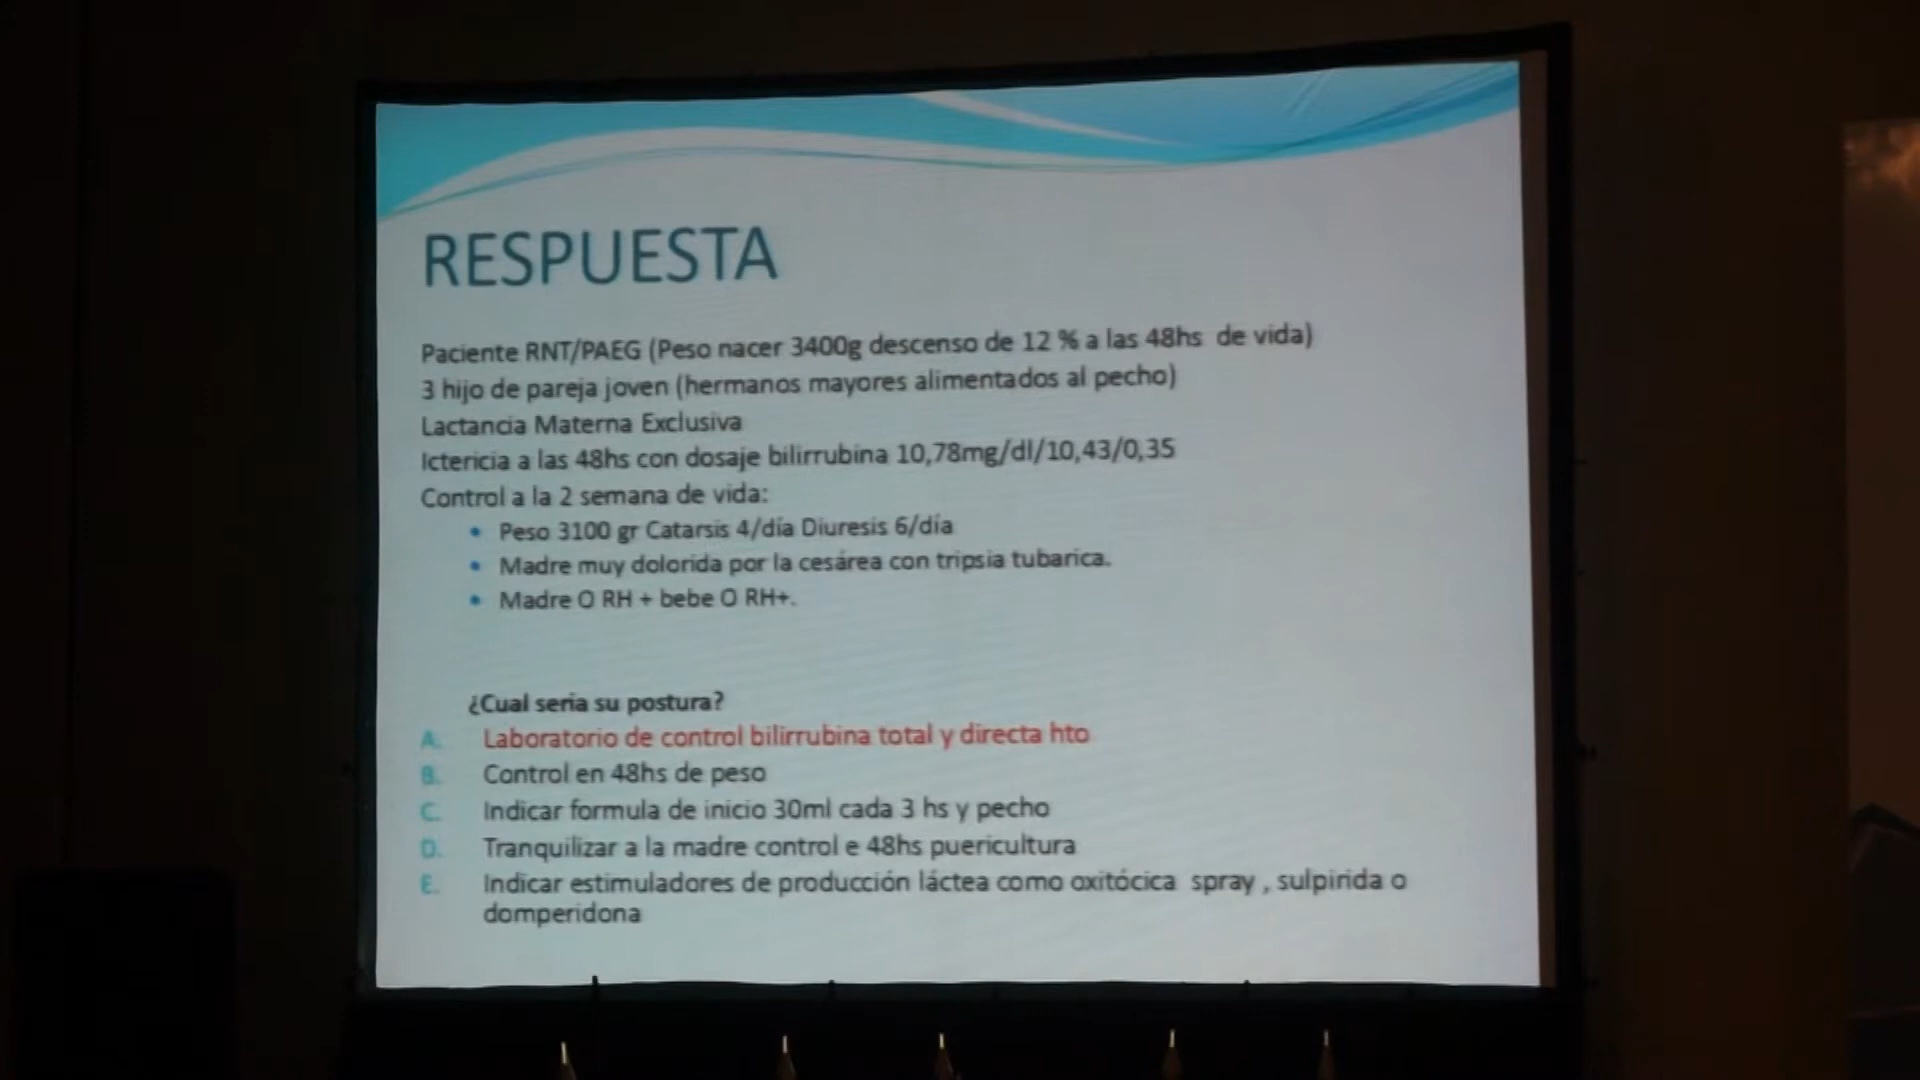 RESPUESTA
Paciente RNT/PAEG (Peso nacer 3400g descenso de 12 % a las 48hs de vida)
3 hijo de pareja joven (hermanos mayores alimentados al pecho)
Lactancia Materna Exclusiva
Ictericia a las 48hs con dosaje bilirrubina 10,78mg/dl/10,43/0,35
Control a la 2 semana de vida:
• Peso 3100 gr Catarsis 4/día Diuresis 6/día
• Madre muy dolorida por la cesárea con tripsia tubarica.
• Madre O RH + bebe O RH+.
¿Cual seria su postura?
A. Laboratorio de control bilirrubina total y directa hto
B. Control en 48hs de peso
C. Indicar formula de inicio 30ml cada 3 hs y pecho
D. Tranquilizar a la madre control e 48hs puericultura
E. Indicar estimuladores de producción láctea como oxitócica spray , sulpirida o
domperidona